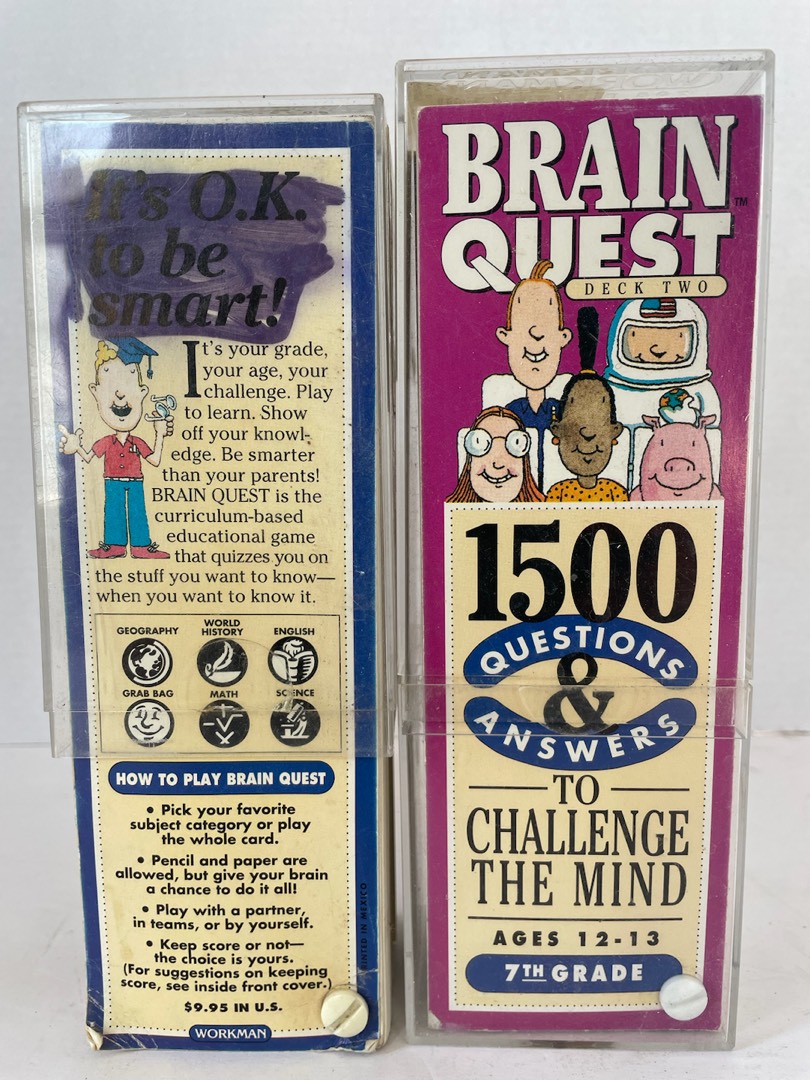 It's O.K.
to be
smart!
It's your grade,
your age, your
challenge. Play
to learn. Show
off your knowl-
edge. Be smarter
than your parents!
BRAIN QUEST is the
curriculum-based
educational game
that quizzes you on
the stuff you want to know—
when you want to know it.
GEOGRAPHY WORLD HISTORY ENGLISH
GRAB BAG MATH SCIENCE
HOW TO PLAY BRAIN QUEST
• Pick your favorite
subject category or play
the whole card.
• Pencil and paper are
allowed, but give your brain
a chance to do it all!
• Play with a partner,
in teams, or by yourself.
• Keep score or not—
the choice is yours.
(For suggestions on keeping
score, see inside front cover.)
$9.95 IN U.S.
WORKMAN
PRINTED IN MEXICO
BRAIN
QUEST™
DECK TWO
1500
QUESTIONS
&
ANSWERS
TO
CHALLENGE
THE MIND
AGES 12-13
7TH GRADE